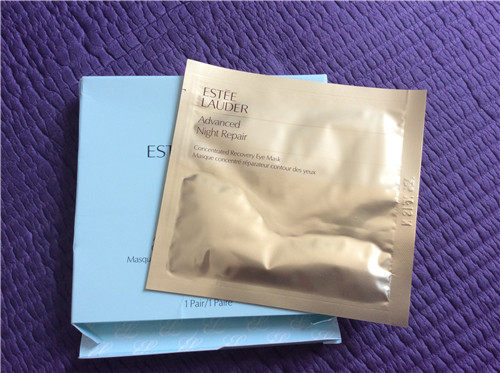 ESTĒE
LAUDER
Advanced
Night Repair
Concentrated Recovery Eye Mask
Masque concentré réparateur contour des yeux
EST
Masqu
1 Pair/1 Paire